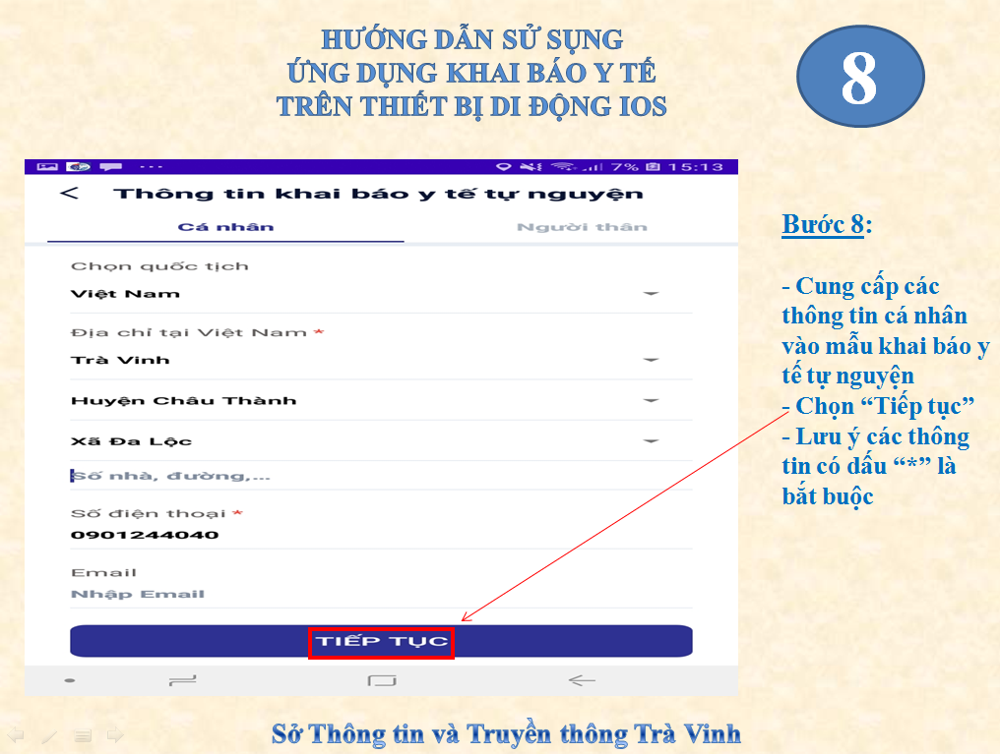 HƯỚNG DẪN SỬ SỤNG
ỨNG DỤNG KHAI BÁO Y TẾ
TRÊN THIẾT BỊ DI ĐỘNG IOS
8
7% 15:13
< Thông tin khai báo y tế tự nguyện
Cá nhân Người thân
Chọn quốc tịch
Việt Nam
Địa chỉ tại Việt Nam *
Trà Vinh
Huyện Châu Thành
Xã Đa Lộc
Số nhà, đường,...
Số điện thoại *
0901244040
Email
Nhập Email
TIẾP TỤC
Bước 8:
- Cung cấp các
thông tin cá nhân
vào mẫu khai báo y
tế tự nguyện
- Chọn “Tiếp tục”
- Lưu ý các thông
tin có dấu “*” là
bắt buộc
Sở Thông tin và Truyền thông Trà Vinh